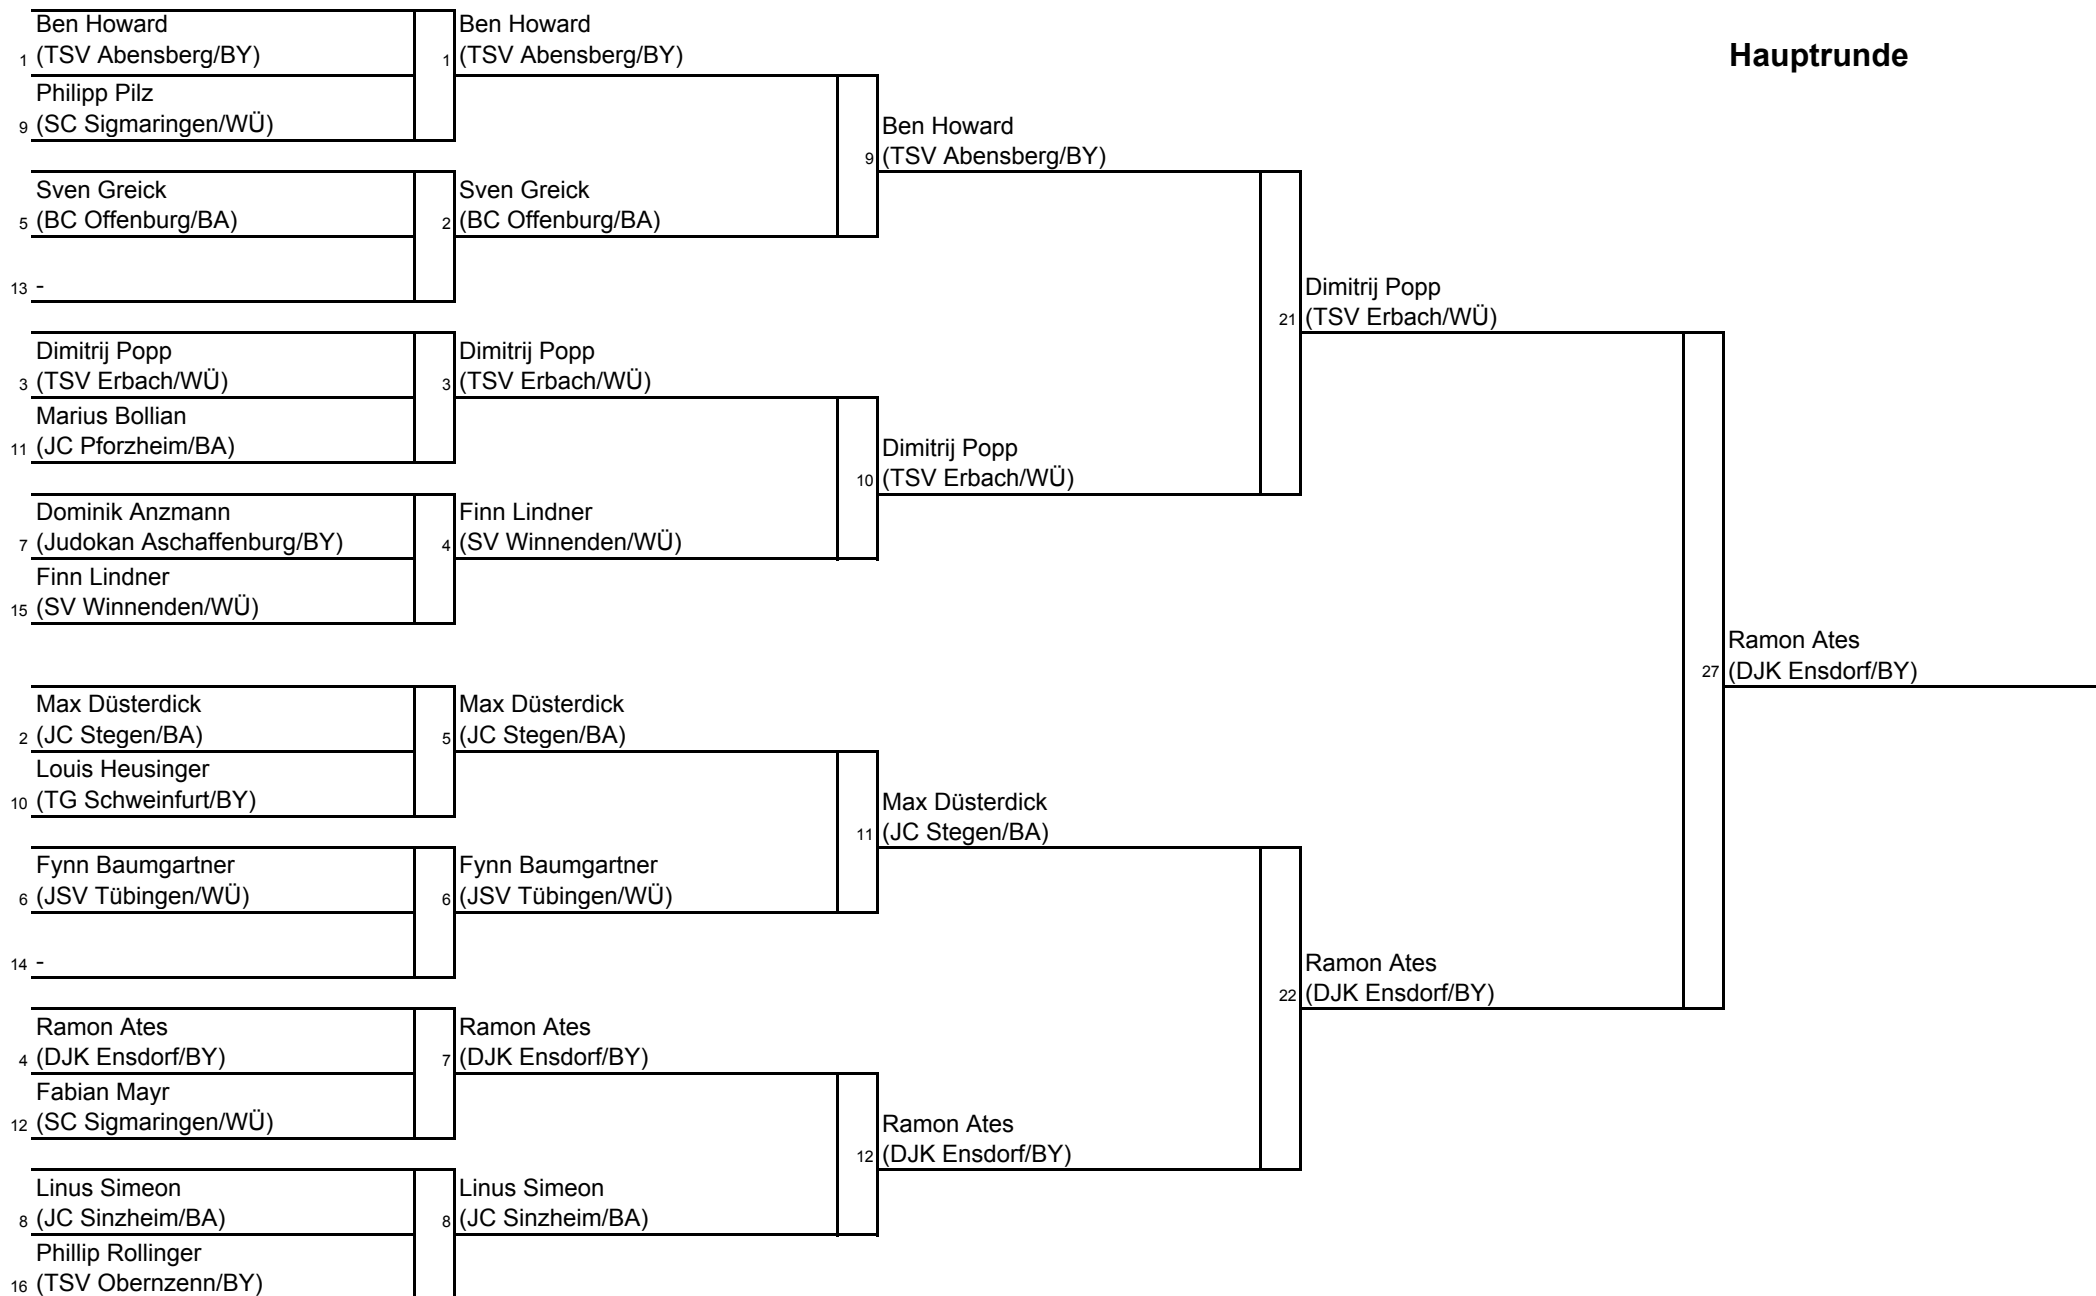 Hauptrunde
Ben Howard
1 (TSV Abensberg/BY)
Philipp Pilz
9 (SC Sigmaringen/WÜ)
Sven Greick
5 (BC Offenburg/BA)
13 -
Dimitrij Popp
3 (TSV Erbach/WÜ)
Marius Bollian
11 (JC Pforzheim/BA)
Dominik Anzmann
7 (Judokan Aschaffenburg/BY)
Finn Lindner
15 (SV Winnenden/WÜ)
Max Düsterdick
2 (JC Stegen/BA)
Louis Heusinger
10 (TG Schweinfurt/BY)
Fynn Baumgartner
6 (JSV Tübingen/WÜ)
14 -
Ramon Ates
4 (DJK Ensdorf/BY)
Fabian Mayr
12 (SC Sigmaringen/WÜ)
Linus Simeon
8 (JC Sinzheim/BA)
Phillip Rollinger
16 (TSV Obernzenn/BY)
Ben Howard
1 (TSV Abensberg/BY)
Sven Greick
2 (BC Offenburg/BA)
Dimitrij Popp
3 (TSV Erbach/WÜ)
Finn Lindner
4 (SV Winnenden/WÜ)
Max Düsterdick
5 (JC Stegen/BA)
Fynn Baumgartner
6 (JSV Tübingen/WÜ)
Ramon Ates
7 (DJK Ensdorf/BY)
Linus Simeon
8 (JC Sinzheim/BA)
Ben Howard
9 (TSV Abensberg/BY)
Dimitrij Popp
10 (TSV Erbach/WÜ)
Max Düsterdick
11 (JC Stegen/BA)
Ramon Ates
12 (DJK Ensdorf/BY)
Dimitrij Popp
21 (TSV Erbach/WÜ)
Ramon Ates
22 (DJK Ensdorf/BY)
Ramon Ates
27 (DJK Ensdorf/BY)